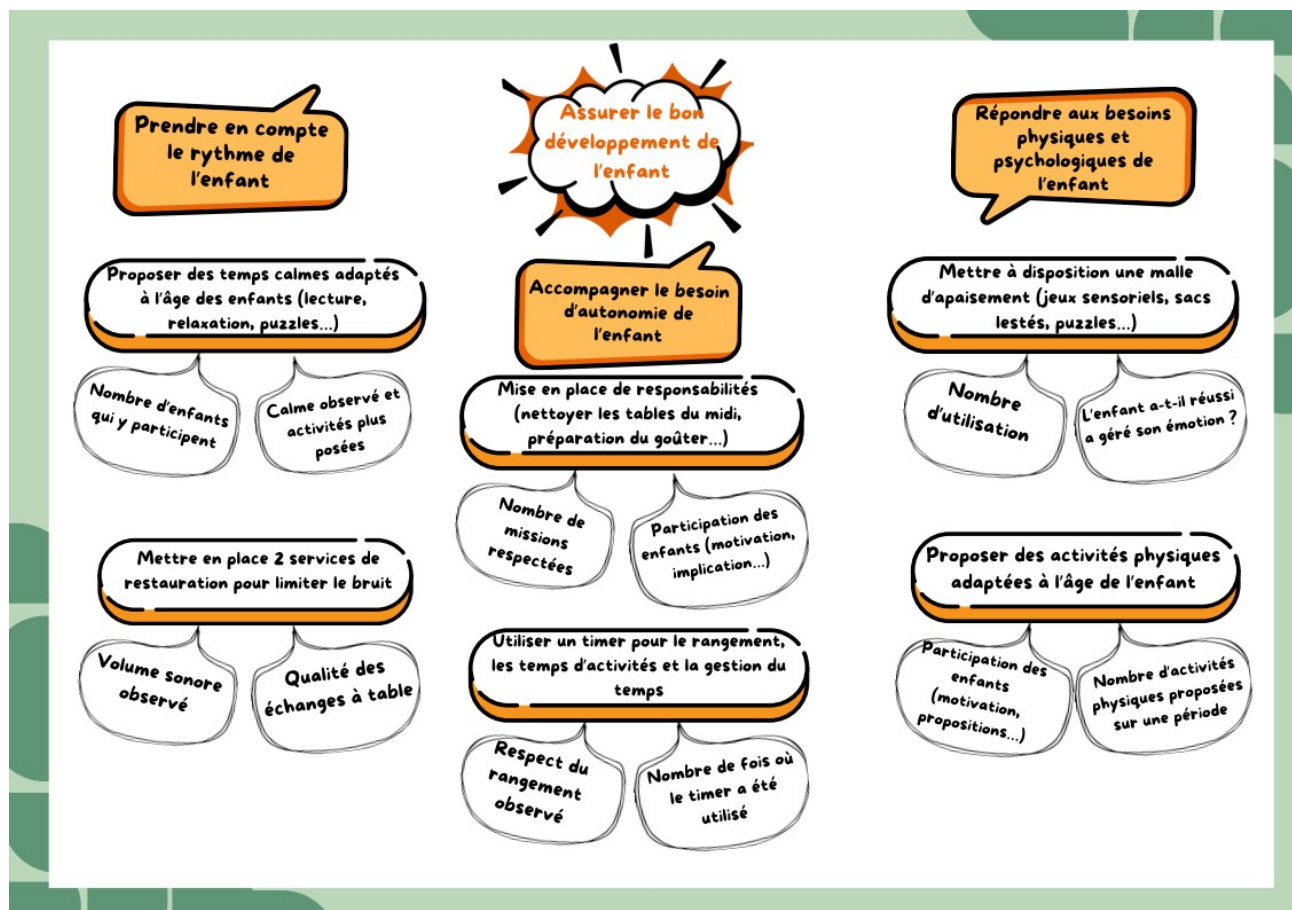 Assurer le bon
développement de
l'enfant
Prendre en compte
le rythme de
l'enfant
Proposer des temps calmes adaptés
à l'âge des enfants (lecture,
relaxation, puzzles...)
Nombre d'enfants
qui y participent
Calme observé et
activités plus
posées
Mettre en place 2 services de
restauration pour limiter le bruit
Volume sonore
observé
Qualité des
échanges à table
Accompagner le besoin
d'autonomie de
l'enfant
Mise en place de responsabilités
(nettoyer les tables du midi,
préparation du goûter...)
Nombre de
missions
respectées
Participation des
enfants (motivation,
implication...)
Utiliser un timer pour le rangement,
les temps d'activités et la gestion du
temps
Respect du
rangement
observé
Nombre de fois où
le timer a été
utilisé
Répondre aux besoins
physiques et
psychologiques de
l'enfant
Mettre à disposition une malle
d'apaisement (jeux sensoriels, sacs
lestés, puzzles...)
Nombre
d'utilisation
L'enfant a-t-il réussi
a géré son émotion ?
Proposer des activités physiques
adaptées à l'âge de l'enfant
Participation des
enfants
(motivation,
propositions...)
Nombre d'activités
physiques proposées
sur une période